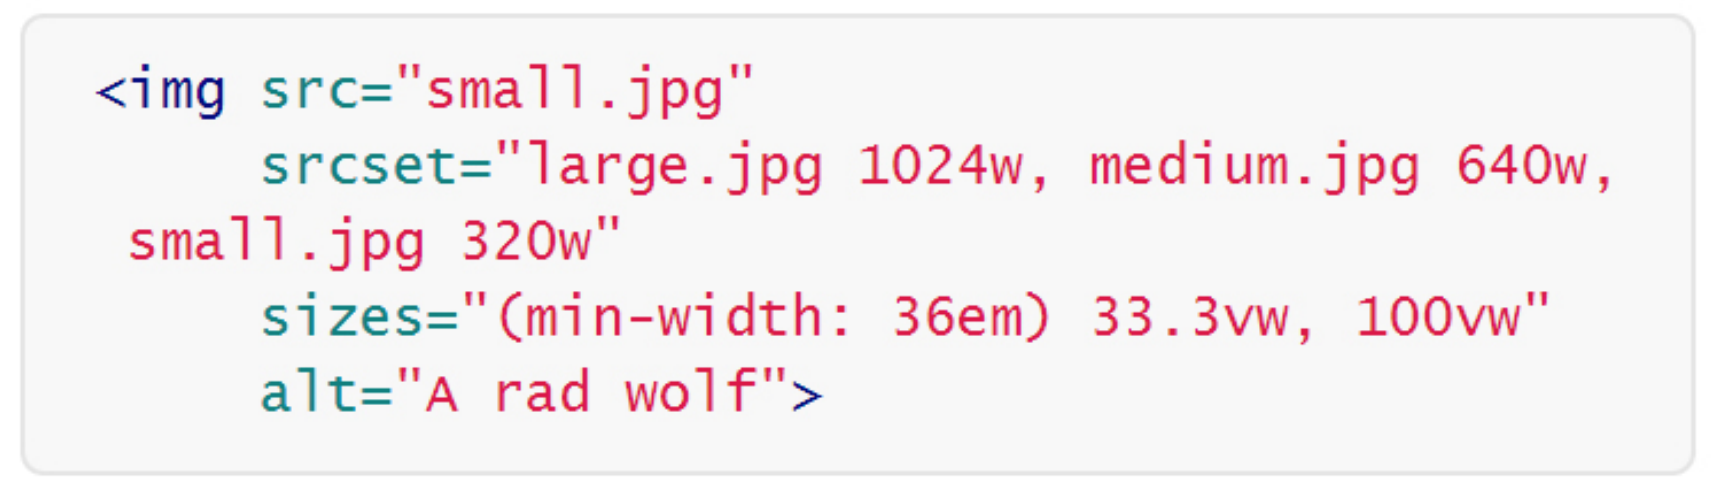 <img src="small.jpg"
srcset="large.jpg 1024w, medium.jpg 640w,
small.jpg 320w"
sizes="(min-width: 36em) 33.3vw, 100vw"
alt="A rad wolf">